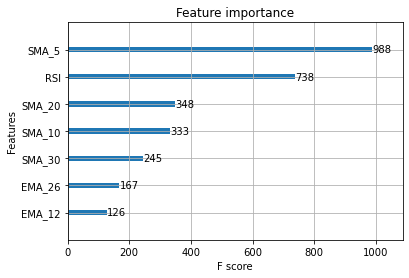 Feature importance
Features
SMA_5
988
RSI
738
SMA_20
348
SMA_10
333
SMA_30
245
EMA_26
167
EMA_12
126
0 200 400 600 800 1000
F score